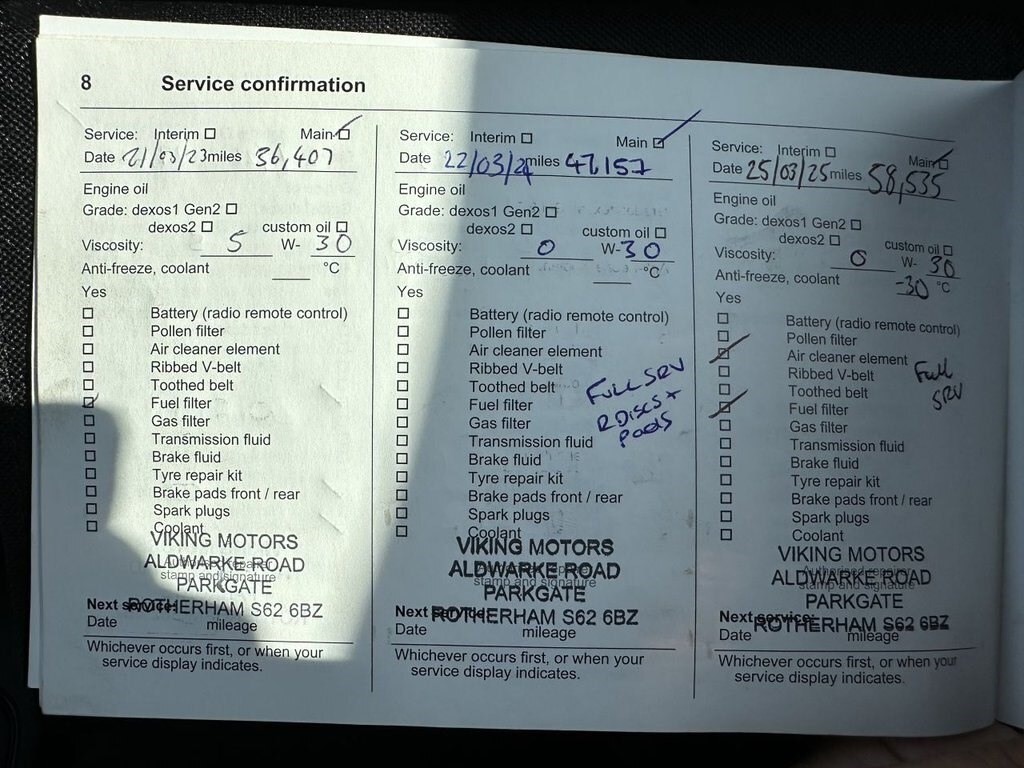 8 Service confirmation
Service: Interim Main
Date 21/03/23 miles 36,407
Engine oil
Grade: dexos1 Gen2
dexos2 custom oil
Viscosity: 5 W- 30
Anti-freeze, coolant °C
Yes
Battery (radio remote control)
Pollen filter
Air cleaner element
Ribbed V-belt
Toothed belt
Fuel filter
Gas filter
Transmission fluid
Brake fluid
Tyre repair kit
Brake pads front / rear
Spark plugs
Coolant
VIKING MOTORS
ALDWARKE ROAD
stamp and signature
PARKGATE
Next service:
ROTHERHAM S62 6BZ
Date mileage
Whichever occurs first, or when your
service display indicates.
Service: Interim Main
Date 22/03/24 miles 47,157
Engine oil
Grade: dexos1 Gen2
dexos2 custom oil
Viscosity: 0 W-30
Anti-freeze, coolant °C
Yes
Battery (radio remote control)
Pollen filter
Air cleaner element
Ribbed V-belt
Toothed belt
FULL SRV
Fuel filter
R DISCS +
Gas filter
PADS
Transmission fluid
Brake fluid
Tyre repair kit
Brake pads front / rear
Spark plugs
Coolant
VIKING MOTORS
ALDWARKE ROAD
stamp and signature
PARKGATE
Next service:
ROTHERHAM S62 6BZ
Date mileage
Whichever occurs first, or when your
service display indicates.
Service: Interim Main
Date 25/03/25 miles 58,535
Engine oil
Grade: dexos1 Gen2
dexos2 custom oil
Viscosity: 0 W- 30
Anti-freeze, coolant -30 °C
Yes
Battery (radio remote control)
Pollen filter
Air cleaner element
Ribbed V-belt
Full
Toothed belt
SRV
Fuel filter
Gas filter
Transmission fluid
Brake fluid
Tyre repair kit
Brake pads front / rear
Spark plugs
Coolant
VIKING MOTORS
Authorised repairer
ALDWARKE ROAD
stamp and signature
PARKGATE
Next service:
ROTHERHAM S62 6BZ
Date mileage
Whichever occurs first, or when your
service display indicates.